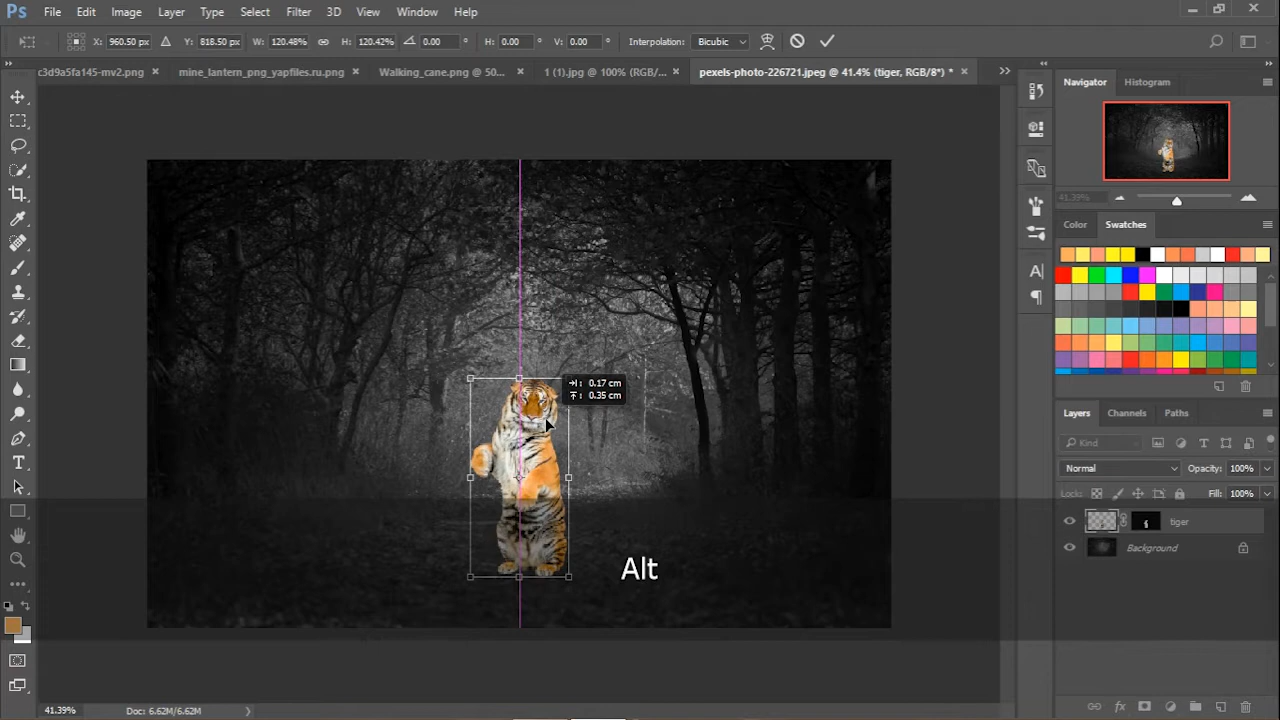 Ps File Edit Image Layer Type Select Filter 3D View Window Help
X: 960.50 px Y: 818.50 px W: 120.48% H: 120.42% 0.00 ° H: 0.00 ° V: 0.00 ° Interpolation: Bicubic
c3d9a5fa145-mv2.png × mine_lantern_png_yapfiles.ru.png × Walking_cane.png @ 50... × 1 (1).jpg @ 100% (RGB/... × pexels-photo-226721.jpeg @ 41.4% (tiger, RGB/8*) * ×
Navigator Histogram
41.39%
Color Swatches
0.17 cm
0.35 cm
Layers Channels Paths
Kind
Normal Opacity: 100%
Locks: Fill: 100%
tiger
Background
Alt
41.39% Doc: 6.62M/6.62M